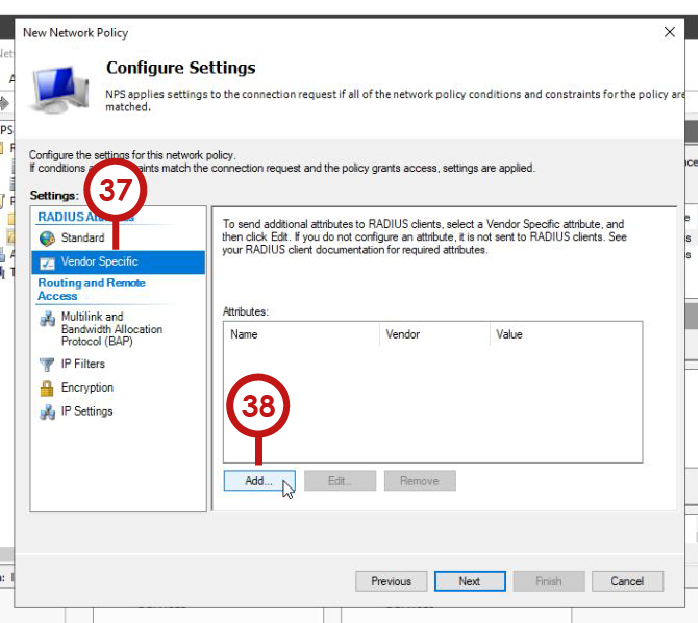 New Network Policy
Configure Settings
NPS applies settings to the connection request if all of the network policy conditions and constraints for the policy are
matched.
Configure the settings for this network policy.
If conditions match the connection request and the policy grants access, settings are applied.
Settings:
37
RADIUS
Standard
Vendor Specific
Routing and Remote
Access
Multilink and
Bandwidth Allocation
Protocol (BAP)
IP Filters
Encryption
IP Settings
To send additional attributes to RADIUS clients, select a Vendor Specific attribute, and
then click Edit. If you do not configure an attribute, it is not sent to RADIUS clients. See
your RADIUS client documentation for required attributes.
Attributes:
Name Vendor Value
38
Add... Edit... Remove
Previous Next Finish Cancel